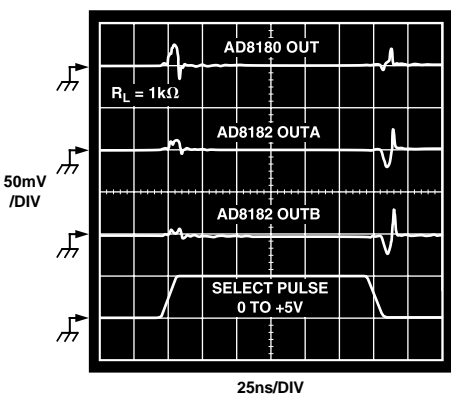 AD8180 OUT
R_L = 1kΩ
AD8182 OUTA
50mV
/DIV
AD8182 OUTB
SELECT PULSE
0 TO +5V
25ns/DIV